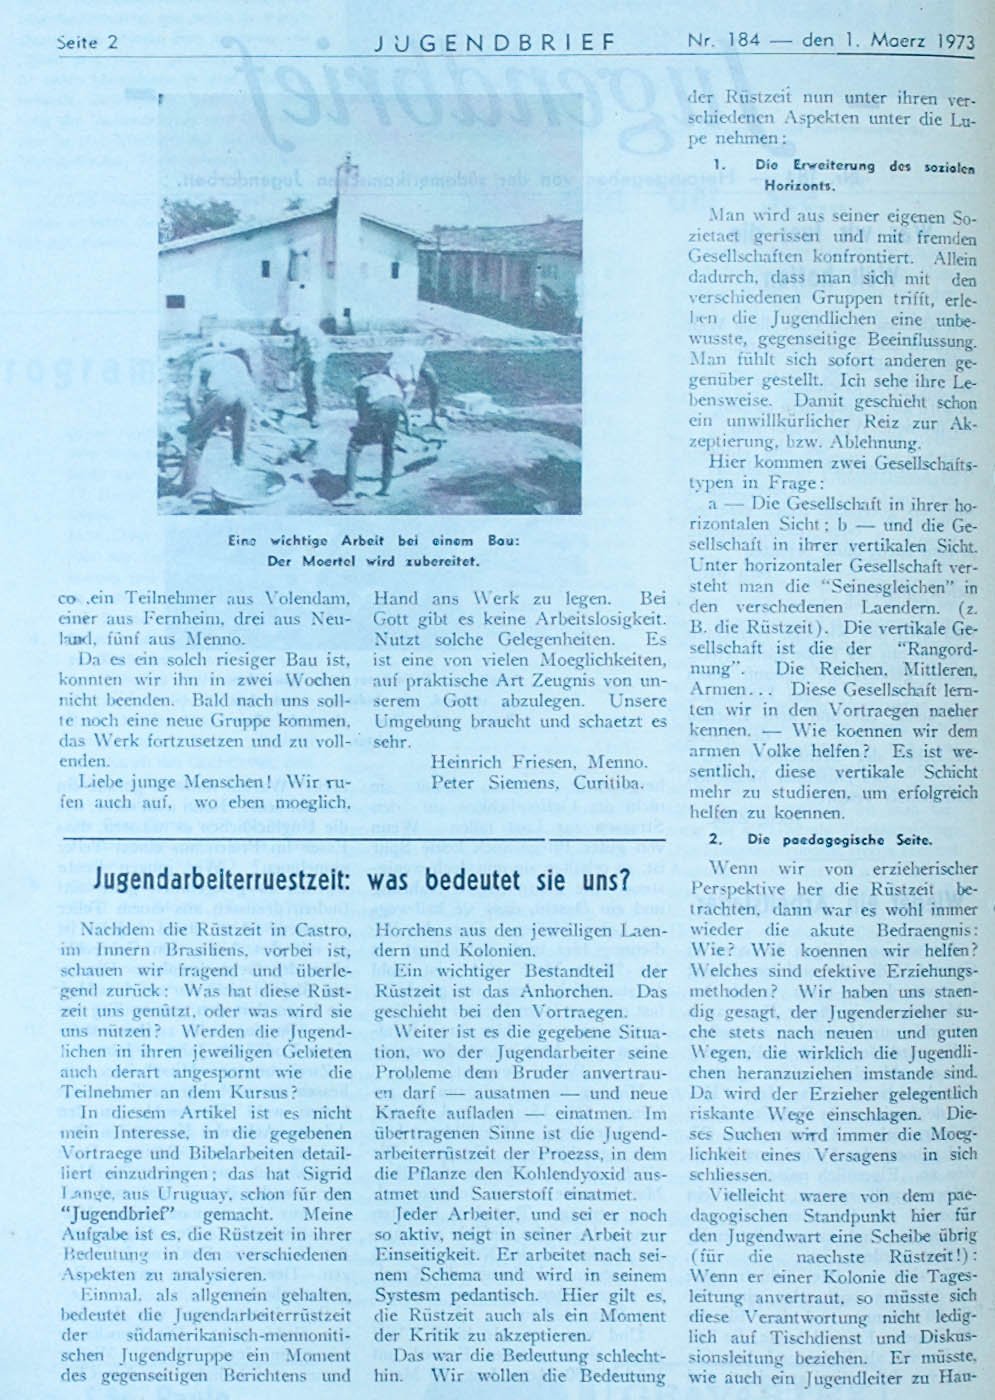 Seite 2
JUGENDBRIEF
Nr. 184 — den 1. Maerz 1973
Eine wichtige Arbeit bei einem Bau:
Der Moertel wird zubereitet.
co ,ein Teilnehmer aus Volendam,
einer aus Fernheim, drei aus Neu-
land, fünf aus Menno.
Da es ein solch riesiger Bau ist,
konnten wir ihn in zwei Wochen
nicht beenden. Bald nach uns soll-
te noch eine neue Gruppe kommen,
das Werk fortzusetzen und zu voll-
enden.
Liebe junge Menschen! Wir ru-
fen auch auf, wo eben moeglich,
Hand ans Werk zu legen. Bei
Gott gibt es keine Arbeitslosigkeit.
Nutzt solche Gelegenheiten. Es
ist eine von vielen Moeglichkeiten,
auf praktische Art Zeugnis von un-
serem Gott abzulegen. Unsere
Umgebung braucht und schaetzt es
sehr.
Heinrich Friesen, Menno.
Peter Siemens, Curitiba.
Jugendarbeiterruestzeit: was bedeutet sie uns?
Nachdem die Rüstzeit in Castro,
im Innern Brasiliens, vorbei ist,
schauen wir fragend und überle-
gend zurück: Was hat diese Rüst-
zeit uns genützt, oder was wird sie
uns nützen? Werden die Jugend-
lichen in ihren jeweiligen Gebieten
auch derart angespornt wie die
Teilnehmer an dem Kursus?
In diesem Artikel ist es nicht
mein Interesse, in die gegebenen
Vortraege und Bibelarbeiten detail-
liert einzudringen; das hat Sigrid
Lange, aus Uruguay, schon für den
"Jugendbrief" gemacht. Meine
Aufgabe ist es, die Rüstzeit in ihrer
Bedeutung in den verschiedenen
Aspekten zu analysieren.
Einmal, als allgemein gehalten,
bedeutet die Jugendarbeiterrüstzeit
der südamerikanisch-mennoniti-
schen Jugendgruppe ein Moment
des gegenseitigen Berichtens und
Horchens aus den jeweiligen Laen-
dern und Kolonien.
Ein wichtiger Bestandteil der
Rüstzeit ist das Anhorchen. Das
geschieht bei den Vortraegen.
Weiter ist es die gegebene Situa-
tion, wo der Jugendarbeiter seine
Probleme dem Bruder anvertrau-
en darf — ausatmen — und neue
Kraefte aufladen — einatmen. Im
übertragenen Sinne ist die Jugend-
arbeiterrüstzeit der Proezss, in dem
die Pflanze den Kohlendyoxid aus-
atmet und Sauerstoff einatmet.
Jeder Arbeiter, und sei er noch
so aktiv, neigt in seiner Arbeit zur
Einseitigkeit. Er arbeitet nach sei-
nem Schema und wird in seinem
Systesm pedantisch. Hier gilt es,
die Rüstzeit auch als ein Moment
der Kritik zu akzeptieren.
Das war die Bedeutung schlecht-
hin. Wir wollen die Bedeutung
der Rüstzeit nun unter ihren ver-
schiedenen Aspekten unter die Lu-
pe nehmen:
1. Die Erweiterung des sozialen
Horizonts.
Man wird aus seiner eigenen So-
zietaet gerissen und mit fremden
Gesellschaften konfrontiert. Allein
dadurch, dass man sich mit den
verschiedenen Gruppen trifft, erle-
ben die Jugendlichen eine unbe-
wusste, gegenseitige Beeinflussung.
Man fühlt sich sofort anderen ge-
genüber gestellt. Ich sehe ihre Le-
bensweise. Damit geschieht schon
ein unwillkürlicher Reiz zur Ak-
zeptierung, bzw. Ablehnung.
Hier kommen zwei Gesellschafts-
typen in Frage:
a — Die Gesellschaft in ihrer ho-
rizontalen Sicht; b — und die Ge-
sellschaft in ihrer vertikalen Sicht.
Unter horizontaler Gesellschaft ver-
steht man die "Seinesgleichen" in
den verschiedenen Laendern. (z.
B. die Rüstzeit). Die vertikale Ge-
sellschaft ist die der "Rangord-
nung". Die Reichen, Mittleren,
Armen... Diese Gesellschaft lern-
ten wir in den Vortraegen naeher
kennen. — Wie koennen wir dem
armen Volke helfen? Es ist we-
sentlich, diese vertikale Schicht
mehr zu studieren, um erfolgreich
helfen zu koennen.
2. Die paedagogische Seite.
Wenn wir von erzieherischer
Perspektive her die Rüstzeit be-
trachten, dann war es wohl immer
wieder die akute Bedraengnis:
Wie? Wie koennen wir helfen?
Welches sind efektive Erziehungs-
methoden? Wir haben uns staen-
dig gesagt, der Jugenderzieher su-
che stets nach neuen und guten
Wegen, die wirklich die Jugendli-
chen heranzuziehen imstande sind.
Da wird der Erzieher gelegentlich
riskante Wege einschlagen. Die-
ses Suchen wird immer die Moeg-
lichkeit eines Versagens in sich
schliessen.
Vielleicht waere von dem pae-
dagogischen Standpunkt hier für
den Jugendwart eine Scheibe übrig
(für die naechste Rüstzeit!):
Wenn er einer Kolonie die Tages-
leitung anvertraut, so müsste sich
diese Verantwortung nicht ledig-
lich auf Tischdienst und Diskus-
sionsleitung beziehen. Er müsste,
wie auch ein Jugendleiter zu Hau-